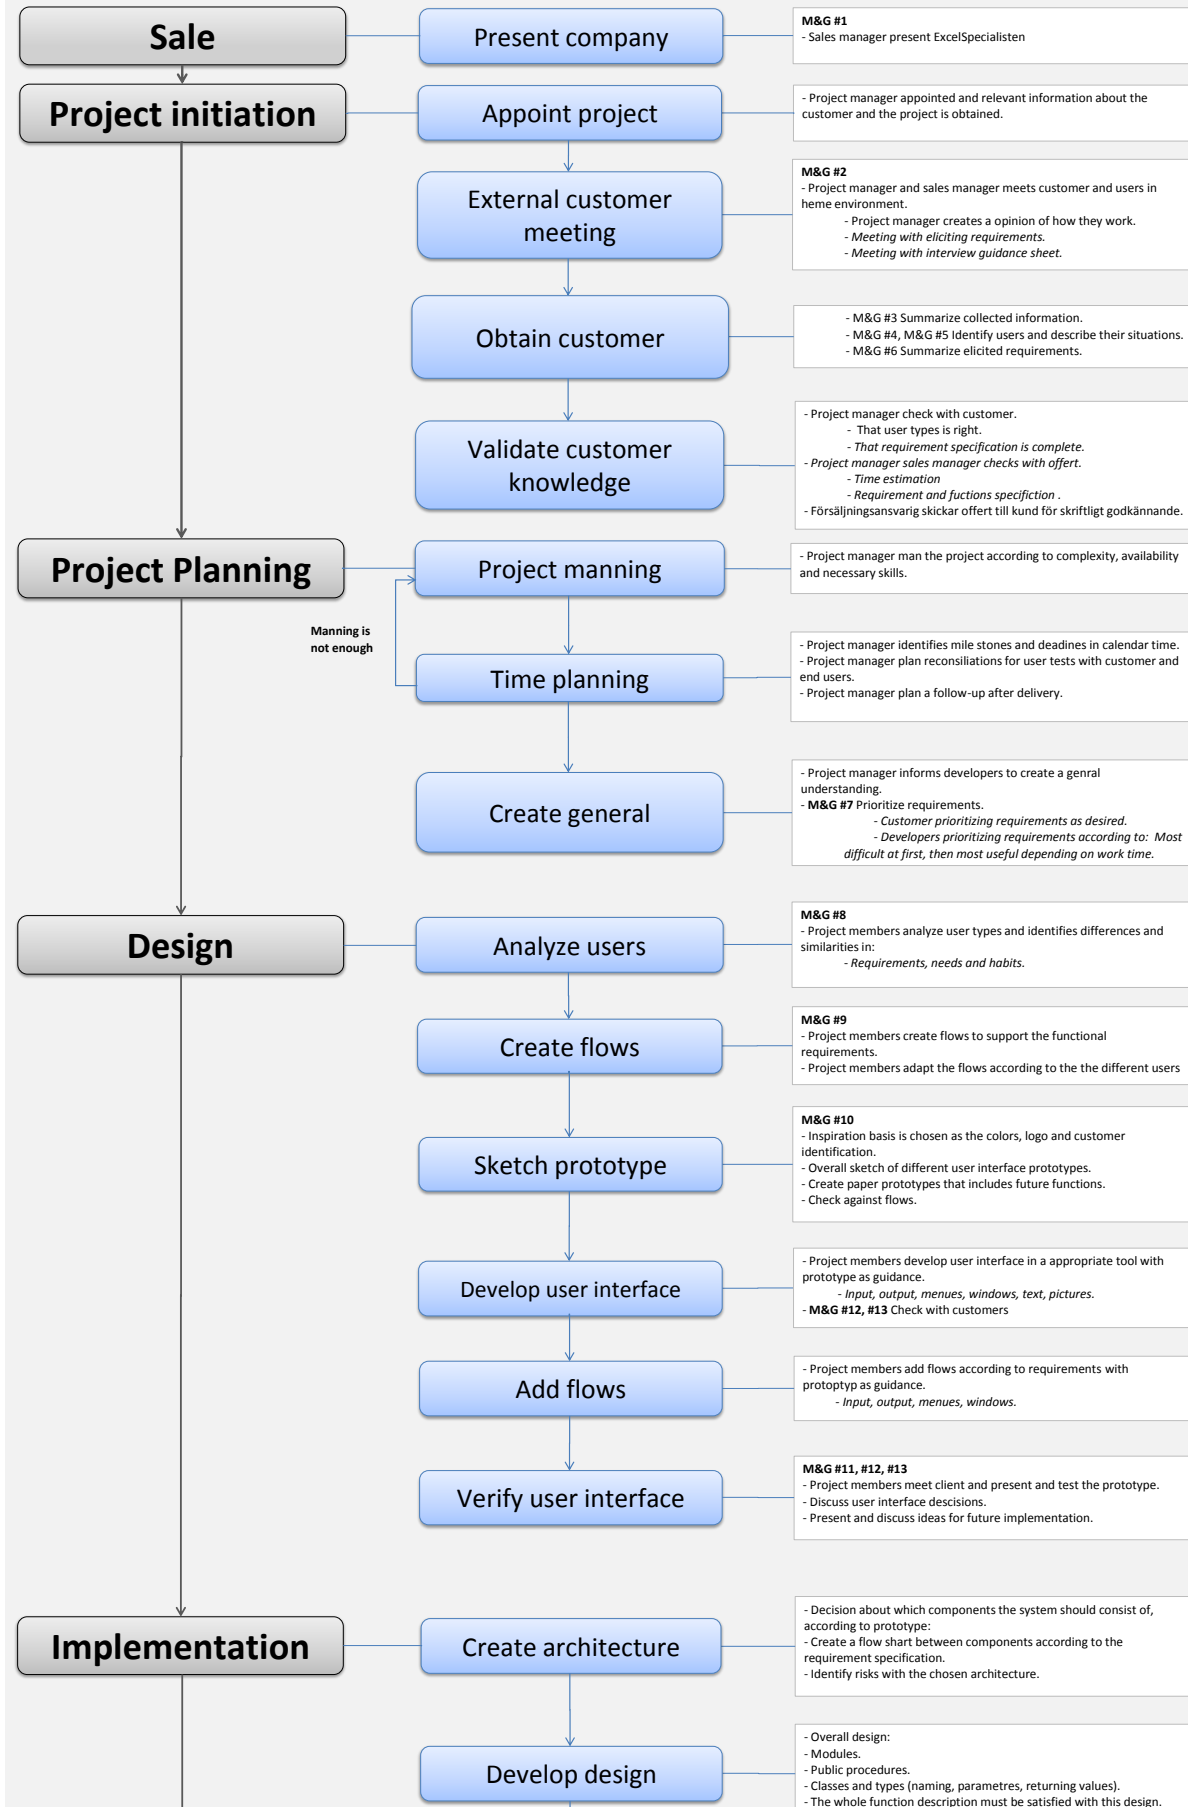 Sale
Present company
M&G #1
- Sales manager present ExcelSpecialisten
Project initiation
Appoint project
- Project manager appointed and relevant information about the
customer and the project is obtained.
External customer
meeting
M&G #2
- Project manager and sales manager meets customer and users in
heme environment.
- Project manager creates a opinion of how they work.
- Meeting with eliciting requirements.
- Meeting with interview guidance sheet.
Obtain customer
- M&G #3 Summarize collected information.
- M&G #4, M&G #5 Identify users and describe their situations.
- M&G #6 Summarize elicited requirements.
Validate customer
knowledge
- Project manager check with customer.
- That user types is right.
- That requirement specification is complete.
- Project manager sales manager checks with offert.
- Time estimation
- Requirement and fuctions specifiction .
- Försäljningsansvarig skickar offert till kund för skriftligt godkännande.
Project Planning
Project manning
- Project manager man the project according to complexity, availability
and necessary skills.
Manning is
not enough
Time planning
- Project manager identifies mile stones and deadines in calendar time.
- Project manager plan reconsiliations for user tests with customer and
end users.
- Project manager plan a follow-up after delivery.
Create general
- Project manager informs developers to create a genral
understanding.
- M&G #7 Prioritize requirements.
- Customer prioritizing requirements as desired.
- Developers prioritizing requirements according to: Most
difficult at first, then most useful depending on work time.
Design
Analyze users
M&G #8
- Project members analyze user types and identifies differences and
similarities in:
- Requirements, needs and habits.
Create flows
M&G #9
- Project members create flows to support the functional
requirements.
- Project members adapt the flows according to the the different users
Sketch prototype
M&G #10
- Inspiration basis is chosen as the colors, logo and customer
identification.
- Overall sketch of different user interface prototypes.
- Create paper prototypes that includes future functions.
- Check against flows.
Develop user interface
- Project members develop user interface in a appropriate tool with
prototype as guidance.
- Input, output, menues, windows, text, pictures.
- M&G #12, #13 Check with customers
Add flows
- Project members add flows according to requirements with
protoptyp as guidance.
- Input, output, menues, windows.
Verify user interface
M&G #11, #12, #13
- Project members meet client and present and test the prototype.
- Discuss user interface descisions.
- Present and discuss ideas for future implementation.
Implementation
Create architecture
- Decision about which components the system should consist of,
according to prototype:
- Create a flow shart between components according to the
requirement specification.
- Identify risks with the chosen architecture.
Develop design
- Overall design:
- Modules.
- Public procedures.
- Classes and types (naming, parametres, returning values).
- The whole function description must be satisfied with this design.